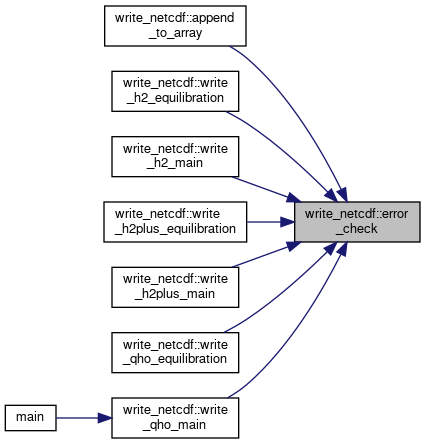 write_netcdf::append
_to_array
write_netcdf::write
_h2_equilibration
write_netcdf::write
_h2_main
write_netcdf::error
_check
write_netcdf::write
_h2plus_equilibration
write_netcdf::write
_h2plus_main
write_netcdf::write
_qho_equilibration
main
write_netcdf::write
_qho_main